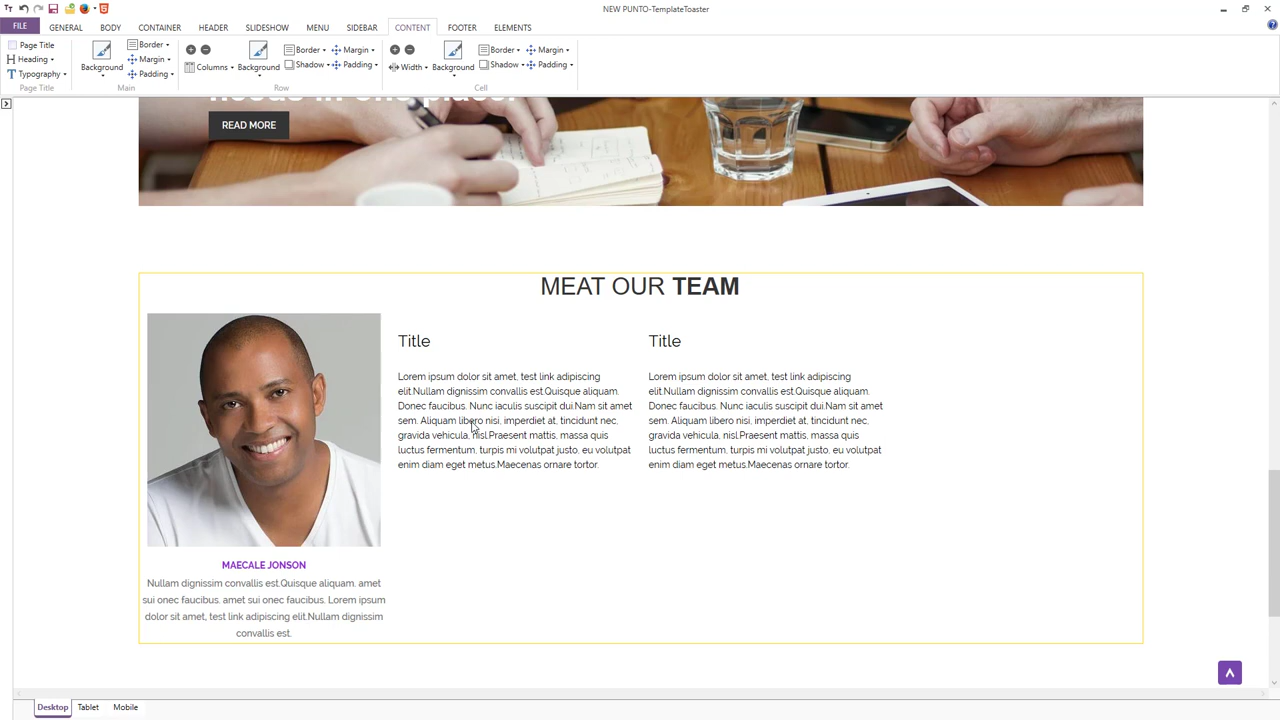 NEW PUNTO-TemplateToaster
FILE
GENERAL
BODY
CONTAINER
HEADER
SLIDESHOW
MENU
SIDEBAR
CONTENT
FOOTER
ELEMENTS
Page Title
Heading
Typography
Page Title
Background
Border
Margin
Padding
Main
Columns
Background
Border
Shadow
Margin
Padding
Row
Width
Background
Border
Shadow
Margin
Padding
Cell
READ MORE
MEAT OUR TEAM
MAECALE JONSON
Nullam dignissim convallis est.Quisque aliquam. amet
sui onec faucibus. amet sui onec faucibus. Lorem ipsum
dolor sit amet, test link adipiscing elit.Nullam dignissim
convallis est.
Title
Lorem ipsum dolor sit amet, test link adipiscing
elit.Nullam dignissim convallis est.Quisque aliquam.
Donec faucibus. Nunc iaculis suscipit dui.Nam sit amet
sem. Aliquam libero nisi, imperdiet at, tincidunt nec,
gravida vehicula, nisl.Praesent mattis, massa quis
luctus fermentum, turpis mi volutpat justo, eu volutpat
enim diam eget metus.Maecenas ornare tortor.
Title
Lorem ipsum dolor sit amet, test link adipiscing
elit.Nullam dignissim convallis est.Quisque aliquam.
Donec faucibus. Nunc iaculis suscipit dui.Nam sit amet
sem. Aliquam libero nisi, imperdiet at, tincidunt nec,
gravida vehicula, nisl.Praesent mattis, massa quis
luctus fermentum, turpis mi volutpat justo, eu volutpat
enim diam eget metus.Maecenas ornare tortor.
Desktop
Tablet
Mobile